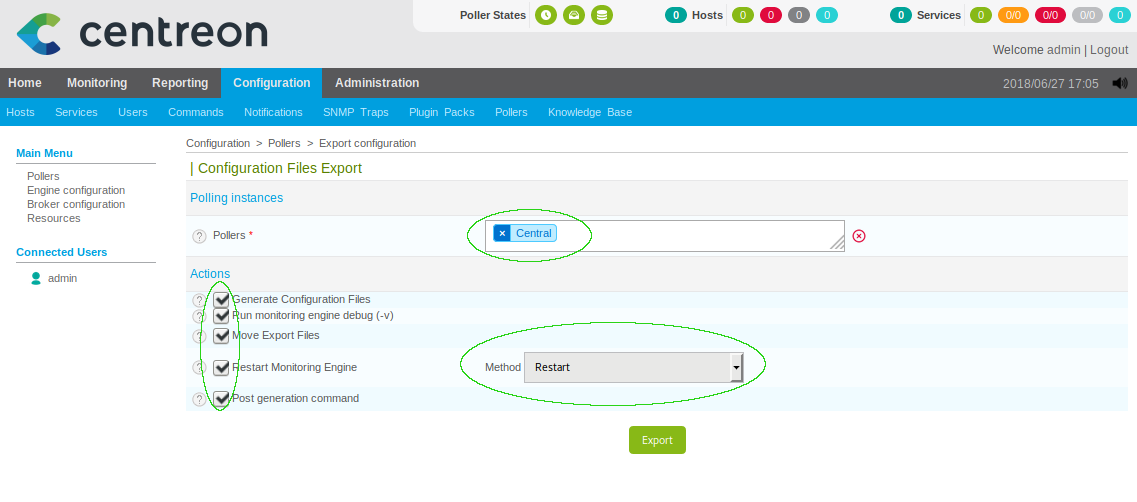 centreon
Poller States
0 Hosts 0 0 0 0
0 Services 0 0/0 0/0 0/0 0
Welcome admin | Logout
Home Monitoring Reporting Configuration Administration
2018/06/27 17:05
Hosts Services Users Commands Notifications SNMP Traps Plugin Packs Pollers Knowledge Base
Main Menu
Pollers
Engine configuration
Broker configuration
Resources
Connected Users
admin
Configuration > Pollers > Export configuration
| Configuration Files Export
Polling instances
? Pollers *
× Central
Actions
? Generate Configuration Files
? Run monitoring engine debug (-v)
? Move Export Files
? Restart Monitoring Engine Method Restart
? Post generation command
Export